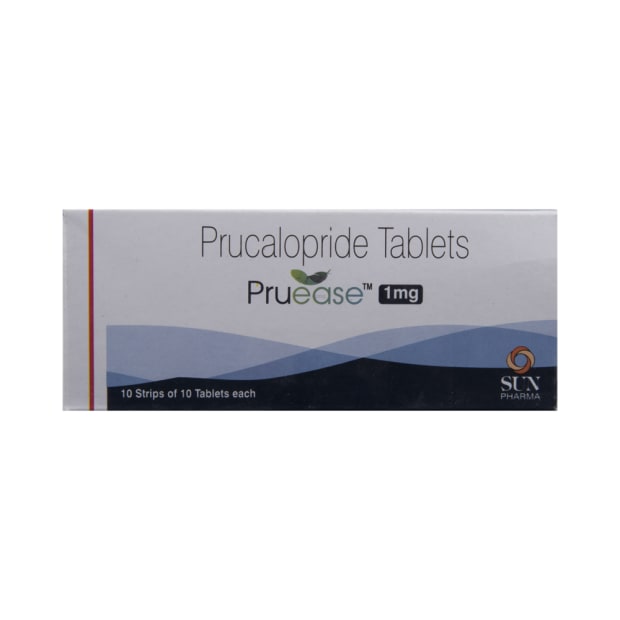 Prucalopride Tablets
Pruease™ 1mg
10 Strips of 10 Tablets each
SUN
PHARMA